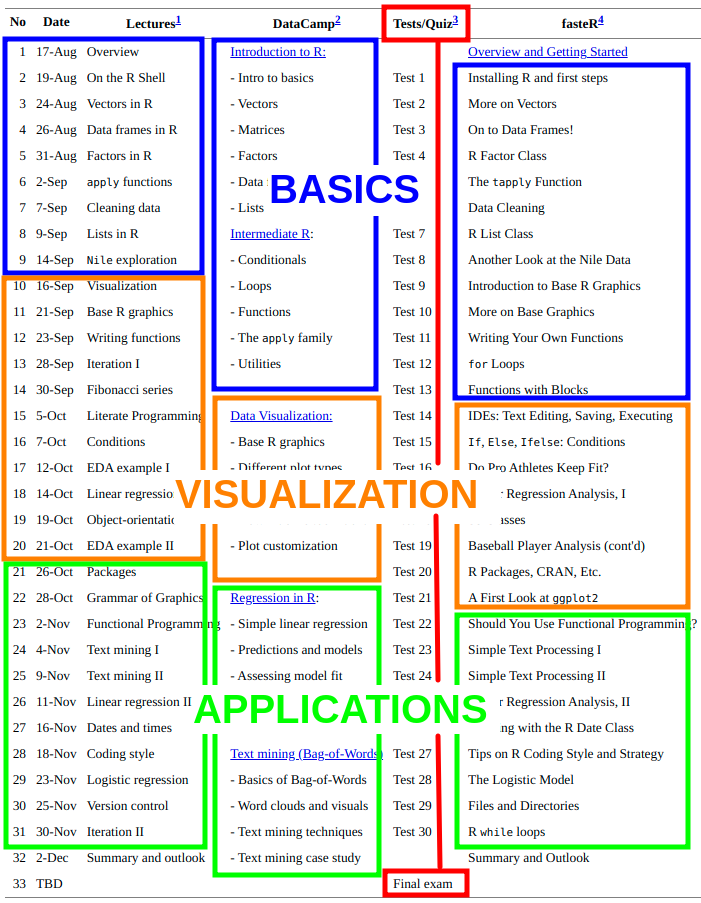 No Date Lectures1 DataCamp2 Tests/Quiz3 fasteR4
1 17-Aug Overview Introduction to R: Overview and Getting Started
2 19-Aug On the R Shell - Intro to basics Test 1 Installing R and first steps
3 24-Aug Vectors in R - Vectors Test 2 More on Vectors
4 26-Aug Data frames in R - Matrices Test 3 On to Data Frames!
5 31-Aug Factors in R - Factors Test 4 R Factor Class
6 2-Sep apply functions - Data The tapply Function
BASICS
7 7-Sep Cleaning data - Lists Data Cleaning
8 9-Sep Lists in R Intermediate R: Test 7 R List Class
9 14-Sep Nile exploration - Conditionals Test 8 Another Look at the Nile Data
10 16-Sep Visualization - Loops Test 9 Introduction to Base R Graphics
11 21-Sep Base R graphics - Functions Test 10 More on Base Graphics
12 23-Sep Writing functions - The apply family Test 11 Writing Your Own Functions
13 28-Sep Iteration I - Utilities Test 12 for Loops
14 30-Sep Fibonacci series Test 13 Functions with Blocks
15 5-Oct Literate Programming Data Visualization: Test 14 IDEs: Text Editing, Saving, Executing
16 7-Oct Conditions - Base R graphics Test 15 If, Else, Ifelse: Conditions
17 12-Oct EDA example I - Different plot types Test 16 Do Pro Athletes Keep Fit?
18 14-Oct Linear Regression Analysis, I
VISUALIZATION
19 19-Oct
20 21-Oct EDA example II - Plot customization Test 19 Baseball Player Analysis (cont'd)
21 26-Oct Packages Test 20 R Packages, CRAN, Etc.
22 28-Oct Grammar of Graphics Regression in R: Test 21 A First Look at ggplot2
23 2-Nov Functional Programming - Simple linear regression Test 22 Should You Use Functional Programming?
24 4-Nov Text mining I - Predictions and models Test 23 Simple Text Processing I
25 9-Nov Text mining II - Assessing model fit Test 24 Simple Text Processing II
26 11-Nov Linear regression II Regression Analysis, II
APPLICATIONS
27 16-Nov Dates and times with the R Date Class
28 18-Nov Coding style Text mining (Bag-of-Words) Test 27 Tips on R Coding Style and Strategy
29 23-Nov Logistic regression - Basics of Bag-of-Words Test 28 The Logistic Model
30 25-Nov Version control - Word clouds and visuals Test 29 Files and Directories
31 30-Nov Iteration II - Text mining techniques Test 30 R while loops
32 2-Dec Summary and outlook - Text mining case study Summary and Outlook
33 TBD Final exam